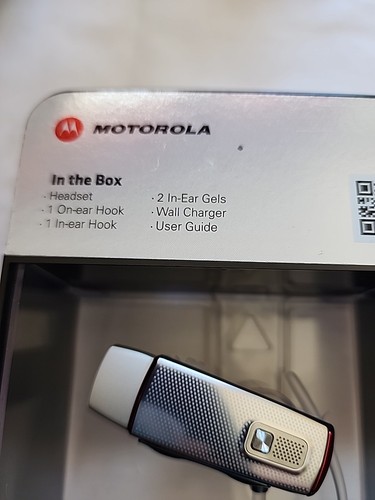 MOTOROLA
In the Box
· Headset
· 1 On-ear Hook
· 1 In-ear Hook
· 2 In-Ear Gels
· Wall Charger
· User Guide